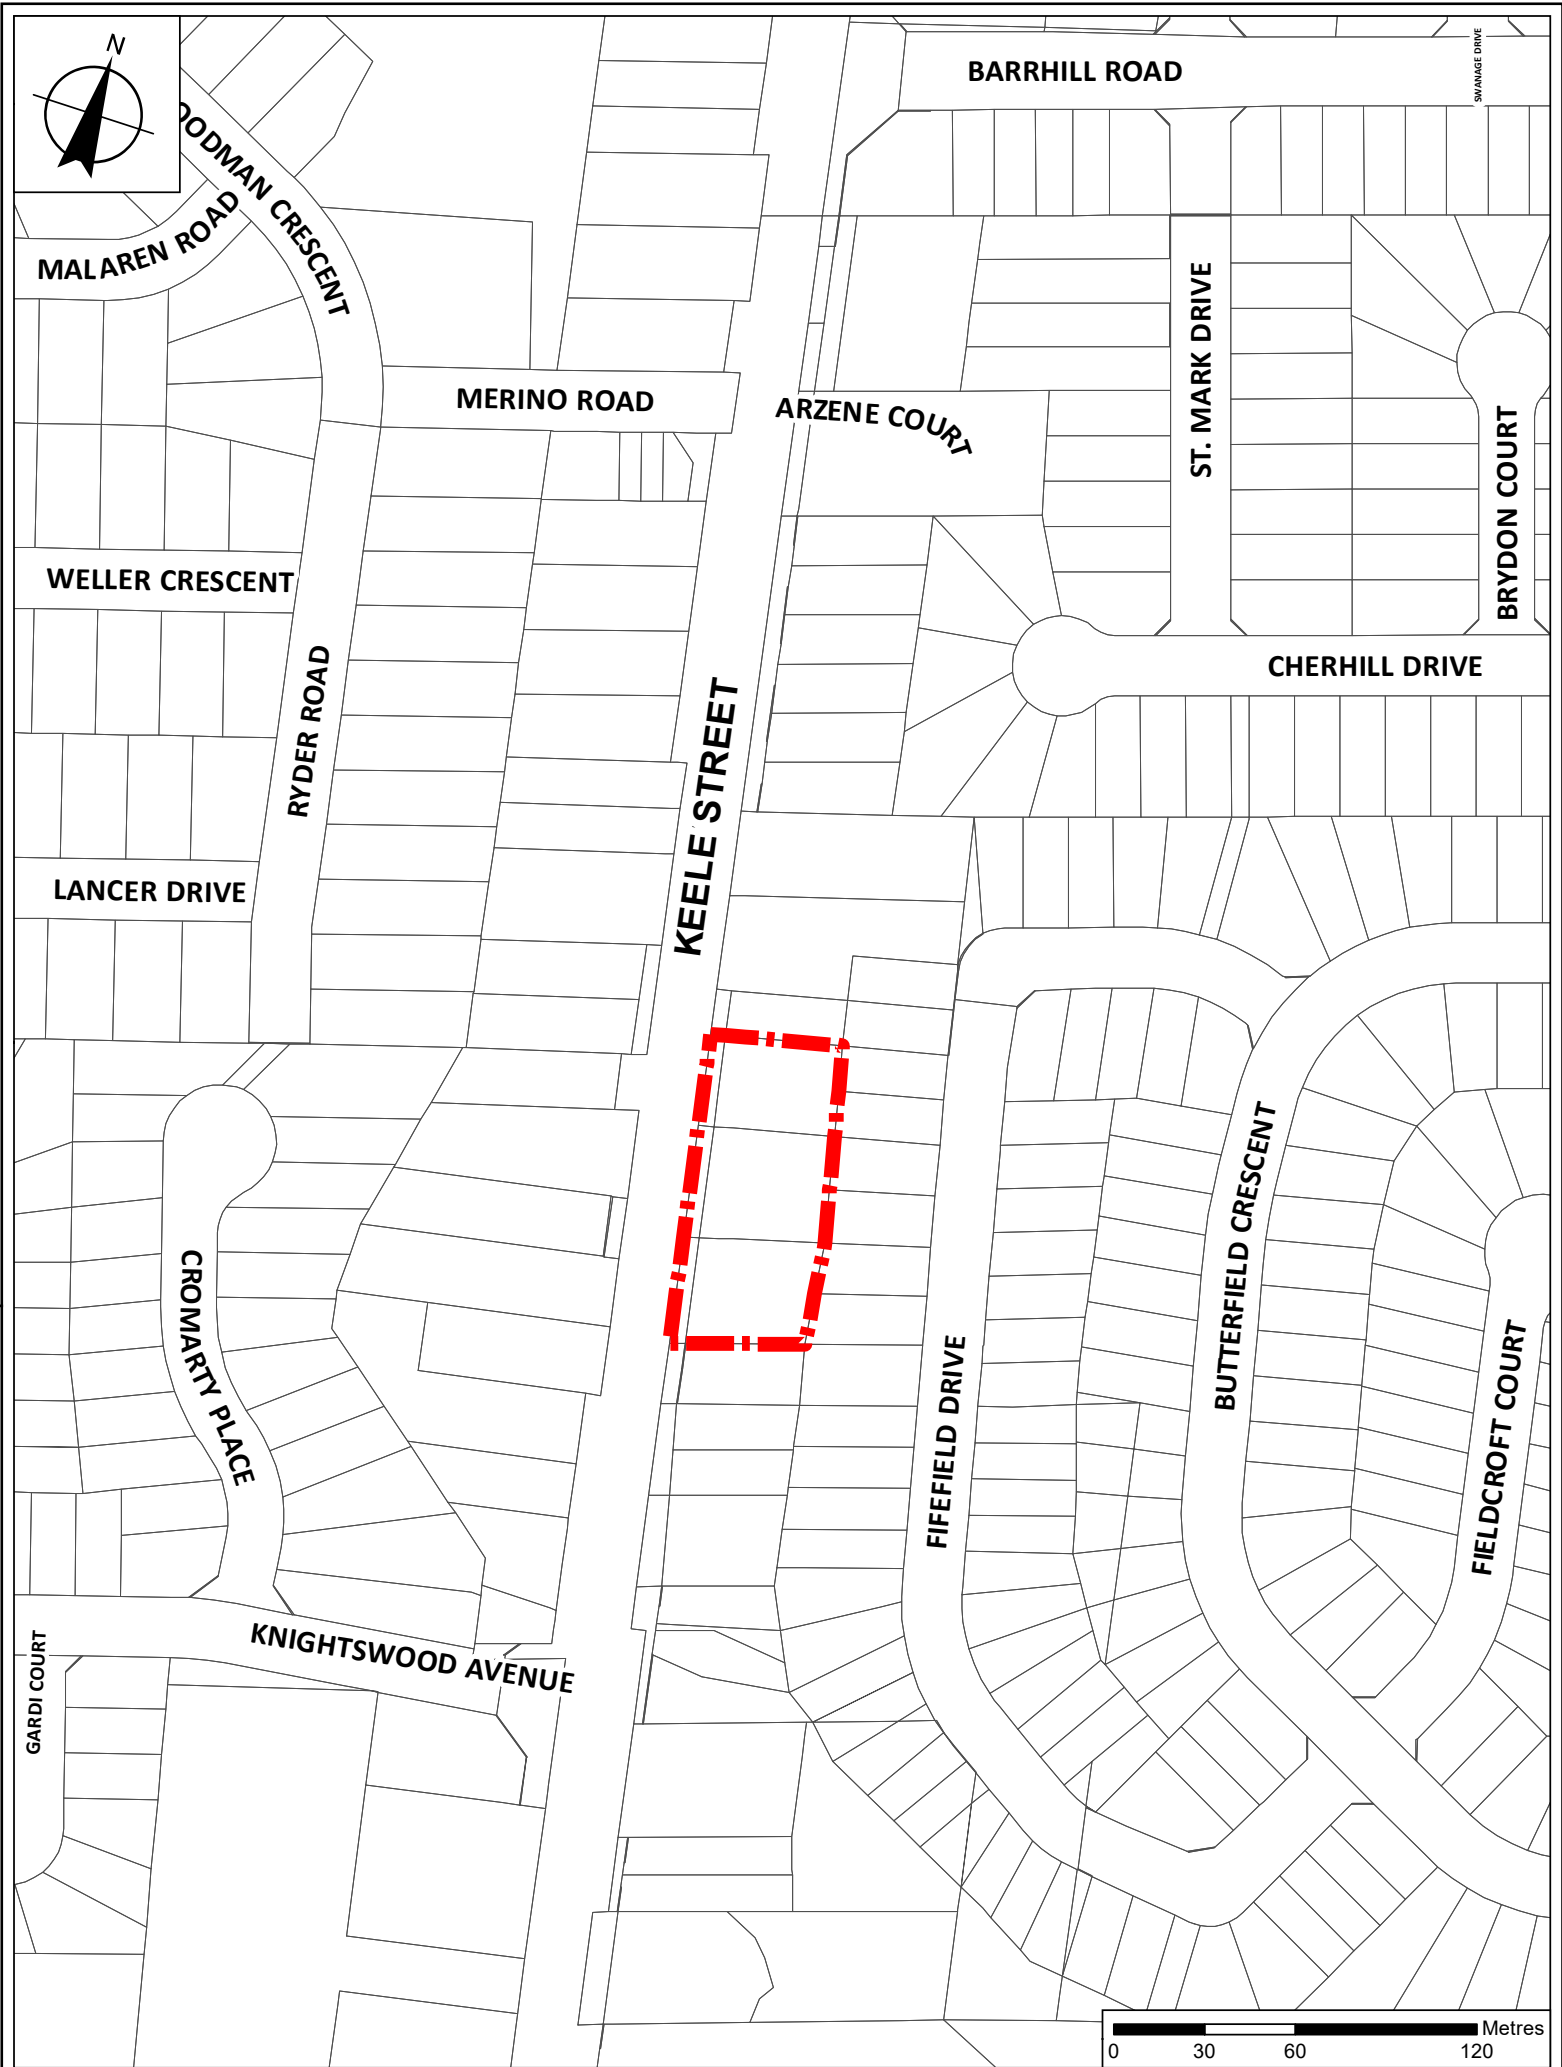 N
BARRHILL ROAD
SWANAGE DRIVE
OODMAN CRESCENT
MALAREN ROAD
ST. MARK DRIVE
MERINO ROAD
ARZENE COURT
BRYDON COURT
WELLER CRESCENT
CHERHILL DRIVE
RYDER ROAD
KEELE STREET
LANCER DRIVE
BUTTERFIELD CRESCENT
CROMARTY PLACE
FIFEFIELD DRIVE
FIELDCROFT COURT
KNIGHTSWOOD AVENUE
GARDI COURT
Metres
0 30 60 120